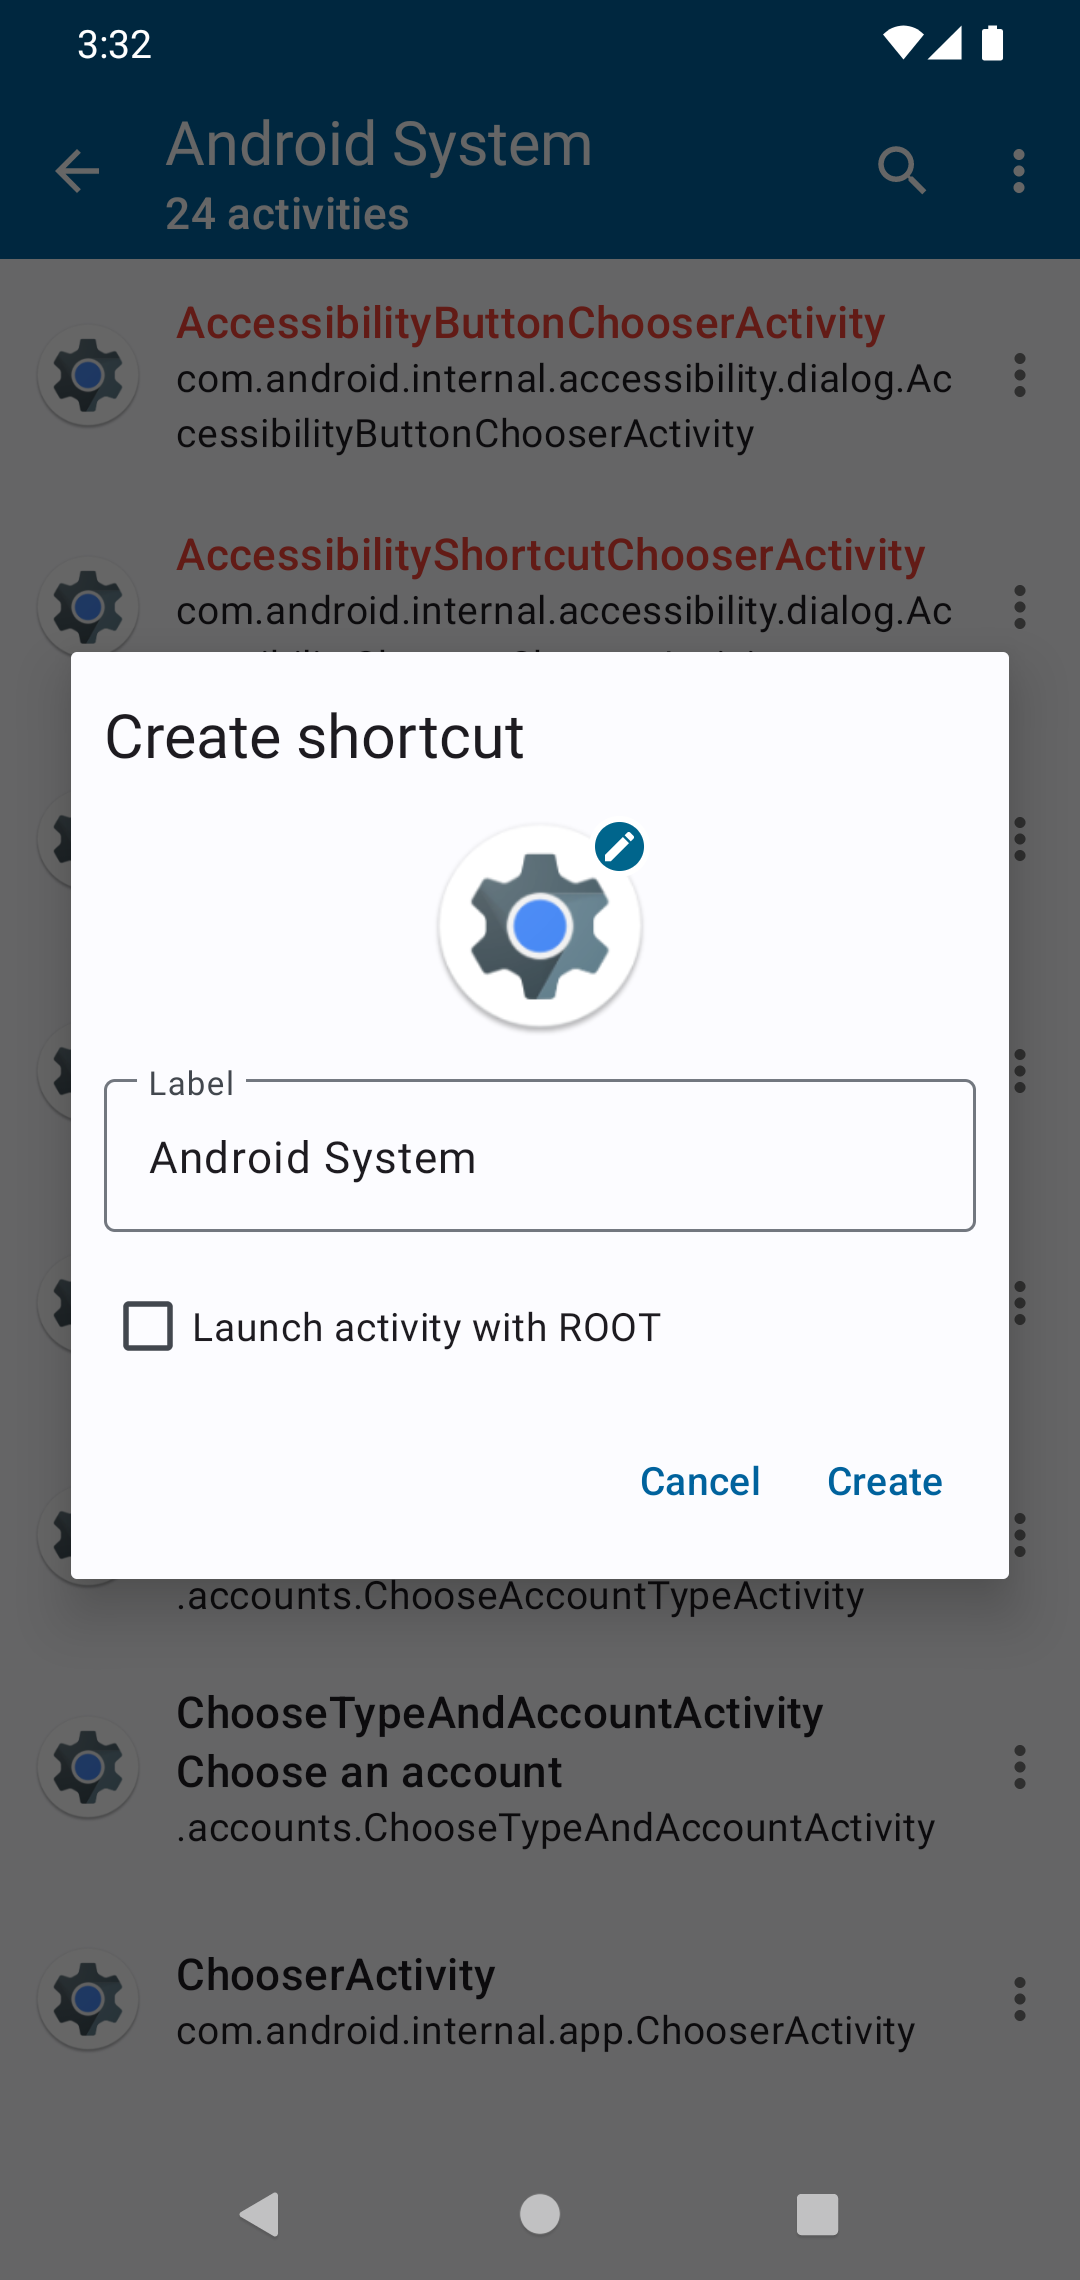 3:32
Android System
24 activities
AccessibilityButtonChooserActivity
com.android.internal.accessibility.dialog.Ac
cessibilityButtonChooserActivity
AccessibilityShortcutChooserActivity
com.android.internal.accessibility.dialog.Ac
Create shortcut
Label
Android System
Launch activity with ROOT
Cancel
Create
.accounts.ChooseAccountTypeActivity
ChooseTypeAndAccountActivity
Choose an account
.accounts.ChooseTypeAndAccountActivity
ChooserActivity
com.android.internal.app.ChooserActivity